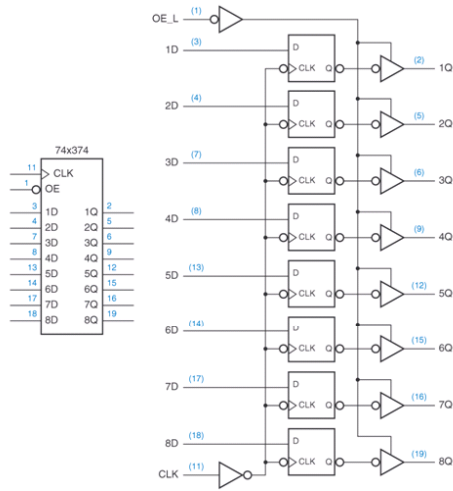 OE_L (1)
1D (3) D CLK Q (2) 1Q
2D (4) D CLK Q (5) 2Q
3D (7) D CLK Q (6) 3Q
4D (8) D CLK Q (9) 4Q
5D (13) D CLK Q (12) 5Q
6D (14) D CLK Q (15) 6Q
7D (17) D CLK Q (16) 7Q
8D (18) D CLK Q (19) 8Q
CLK (11)
74x374
11 CLK
1 OE
3 1D 1Q 2
4 2D 2Q 5
7 3D 3Q 6
8 4D 4Q 9
13 5D 5Q 12
14 6D 6Q 15
17 7D 7Q 16
18 8D 8Q 19